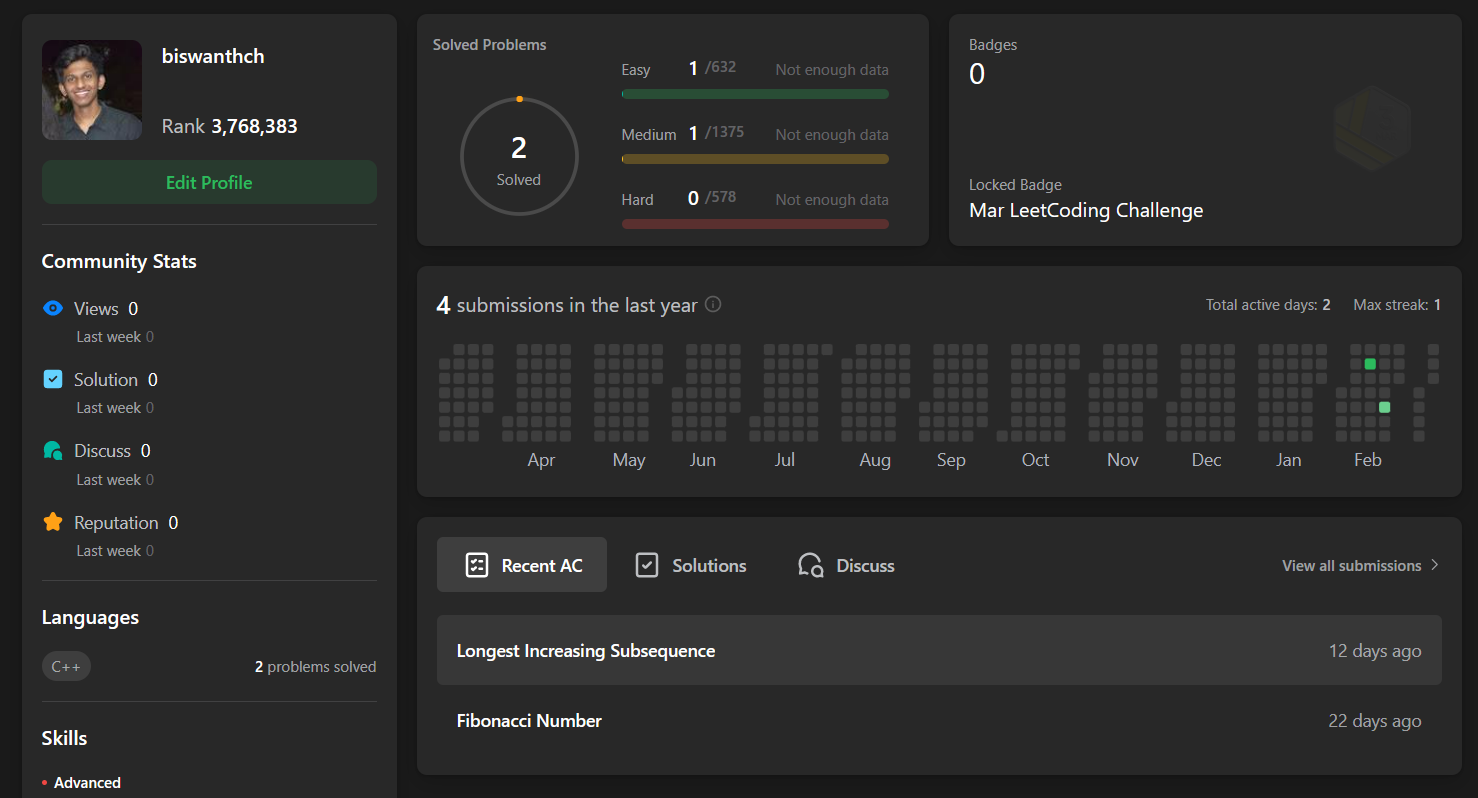 biswanthch
Rank 3,768,383
Edit Profile
Community Stats
Views 0
Last week 0
Solution 0
Last week 0
Discuss 0
Last week 0
Reputation 0
Last week 0
Languages
C++ 2 problems solved
Skills
Advanced
Solved Problems
2
Solved
Easy 1 /632 Not enough data
Medium 1 /1375 Not enough data
Hard 0 /578 Not enough data
Badges
0
Locked Badge
Mar LeetCoding Challenge
4 submissions in the last year Total active days: 2 Max streak: 1
Apr May Jun Jul Aug Sep Oct Nov Dec Jan Feb
Recent AC Solutions Discuss View all submissions
Longest Increasing Subsequence 12 days ago
Fibonacci Number 22 days ago